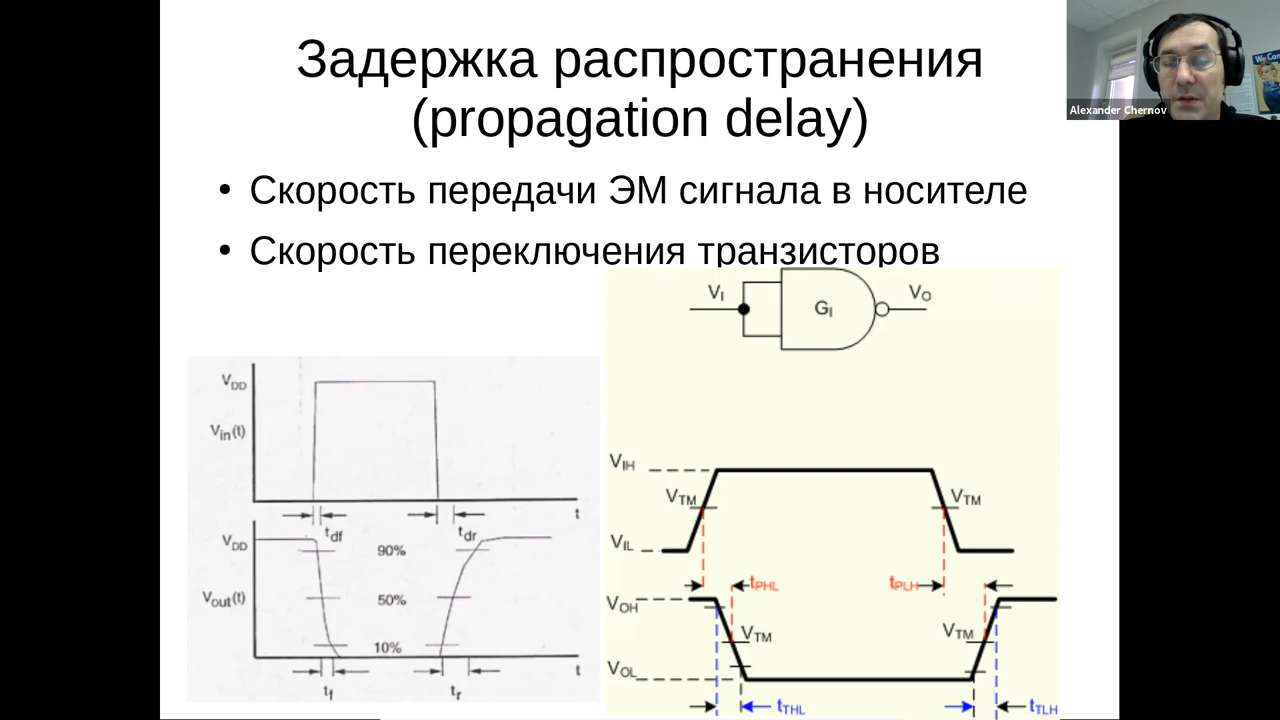 Задержка распространения
(propagation delay)
Alexander Chernov
We Can
• Скорость передачи ЭМ сигнала в носителе
• Скорость переключения транзисторов
VI
GI
VO
VDD
Vin(t)
t
tdf
tdr
VDD
90%
Vout(t)
50%
10%
t
tf
tr
VIH
VTM
VTM
VIL
tPHL
tPLH
VOH
VTM
VTM
VOL
tTHL
tTLH